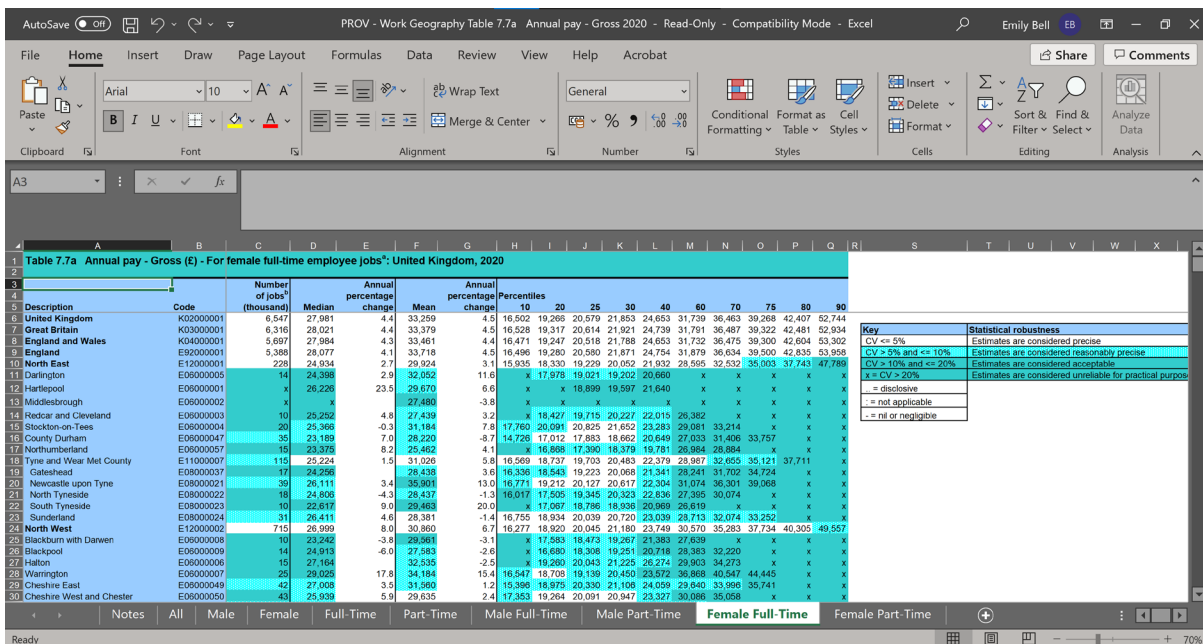 AutoSave Off PROV - Work Geography Table 7.7a Annual pay - Gross 2020 - Read-Only - Compatibility Mode - Excel Emily Bell EB
File Home Insert Draw Page Layout Formulas Data Review View Help Acrobat Share Comments
Paste Arial 10 A A Wrap Text General Conditional Formatting Format as Table Cell Styles Insert Sort & Filter Find & Select Analyze Data
B I U A Merge & Center % 9 .00 Delete Format
Clipboard Font Alignment Number Styles Cells Editing Analysis
A3 fx
A B C D E F G H I J K L M N O P Q R S T U V W X
1 Table 7.7a Annual pay - Gross (£) - For female full-time employee jobsª: United Kingdom, 2020
2
3 Number Annual Annual
4 of jobsᵇ percentage percentage Percentiles
5 Description Code (thousand) Median change Mean change 10 20 25 30 40 60 70 75 80 90
6 United Kingdom K02000001 6,547 27,981 4.4 33,259 4.5 16,502 19,266 20,579 21,853 24,653 31,739 36,463 39,268 42,407 52,744
7 Great Britain K03000001 6,316 28,021 4.4 33,379 4.5 16,528 19,317 20,614 21,921 24,739 31,791 36,487 39,322 42,481 52,934
8 England and Wales K04000001 5,697 27,984 4.3 33,461 4.4 16,471 19,247 20,518 21,788 24,653 31,732 36,475 39,300 42,604 53,302
9 England E92000001 5,388 28,077 4.1 33,718 4.5 16,496 19,280 20,580 21,871 24,754 31,879 36,634 39,500 42,835 53,958
10 North East E12000001 228 24,934 2.7 29,924 3.1 15,935 18,330 19,229 20,052 21,932 28,595 32,532 35,003 37,743 47,789
11 Darlington E06000005 14 24,398 2.9 32,052 11.6 x 17,978 19,021 19,202 20,660 x x x x x
12 Hartlepool E06000001 x 26,226 23.5 29,670 6.6 x x 18,899 19,597 21,640 x x x x x
13 Middlesbrough E06000002 x x 27,480 -3.8 x x x x x x x x x x
14 Redcar and Cleveland E06000003 10 25,252 4.8 27,439 3.2 x 18,427 19,715 20,227 22,015 26,382 x x x x
15 Stockton-on-Tees E06000004 20 25,366 -0.3 31,184 7.8 17,760 20,091 20,825 21,652 23,283 29,081 33,214 x x x
16 County Durham E06000047 35 23,189 7.0 28,220 -8.7 14,726 17,012 17,883 18,662 20,649 27,033 31,406 33,757 x x
17 Northumberland E06000057 15 23,375 8.2 25,462 4.1 x 16,868 17,390 18,379 19,781 26,984 28,884 x x x
18 Tyne and Wear Met County E11000007 115 25,224 1.5 31,026 5.8 16,569 18,737 19,703 20,483 22,379 28,987 32,655 35,121 37,711 x
19 Gateshead E08000037 17 24,256 28,438 3.6 16,336 18,543 19,223 20,068 21,341 28,241 31,702 34,724 x x
20 Newcastle upon Tyne E08000021 39 26,111 3.4 35,901 13.0 16,771 19,212 20,127 20,617 22,304 31,074 36,301 39,068 x x
21 North Tyneside E08000022 18 24,806 -4.3 28,437 -1.3 16,017 17,505 19,345 20,323 22,836 27,395 30,074 x x x
22 South Tyneside E08000023 10 22,617 9.0 29,463 20.0 x 17,067 18,786 18,936 20,969 26,619 x x x x
23 Sunderland E08000024 31 26,411 4.6 28,381 -1.4 16,755 18,934 20,039 20,720 23,039 28,713 32,074 33,252 x x
24 North West E12000002 715 26,999 8.0 30,860 6.7 16,277 18,920 20,045 21,180 23,749 30,570 35,283 37,734 40,305 49,557
25 Blackburn with Darwen E06000008 10 23,242 -3.8 29,561 -3.1 x 17,583 18,473 19,267 21,383 27,639 x x x x
26 Blackpool E06000009 14 24,913 -6.0 27,583 -2.6 x 16,680 18,308 19,251 20,718 28,383 32,220 x x x
27 Halton E06000006 15 27,164 32,535 -2.5 x 19,260 20,043 21,225 26,274 29,903 34,273 x x x
28 Warrington E06000007 25 29,025 17.8 34,184 15.4 16,547 18,708 19,139 20,450 23,572 36,868 40,547 44,445 x x
29 Cheshire East E06000049 42 27,008 3.5 31,560 1.2 15,396 18,975 20,330 21,106 24,059 29,640 33,996 35,741 x x
30 Cheshire West and Chester E06000050 43 25,939 5.9 29,635 2.4 17,353 19,264 20,091 20,947 23,327 30,086 35,058 x x x
Key Statistical robustness
CV <= 5% Estimates are considered precise
CV > 5% and <= 10% Estimates are considered reasonably precise
CV > 10% and <= 20% Estimates are considered acceptable
x = CV > 20% Estimates are considered unreliable for practical purpos
.. = disclosive
: = not applicable
- = nil or negligible
Notes All Male Female Full-Time Part-Time Male Full-Time Male Part-Time Female Full-Time Female Part-Time
Ready 70%